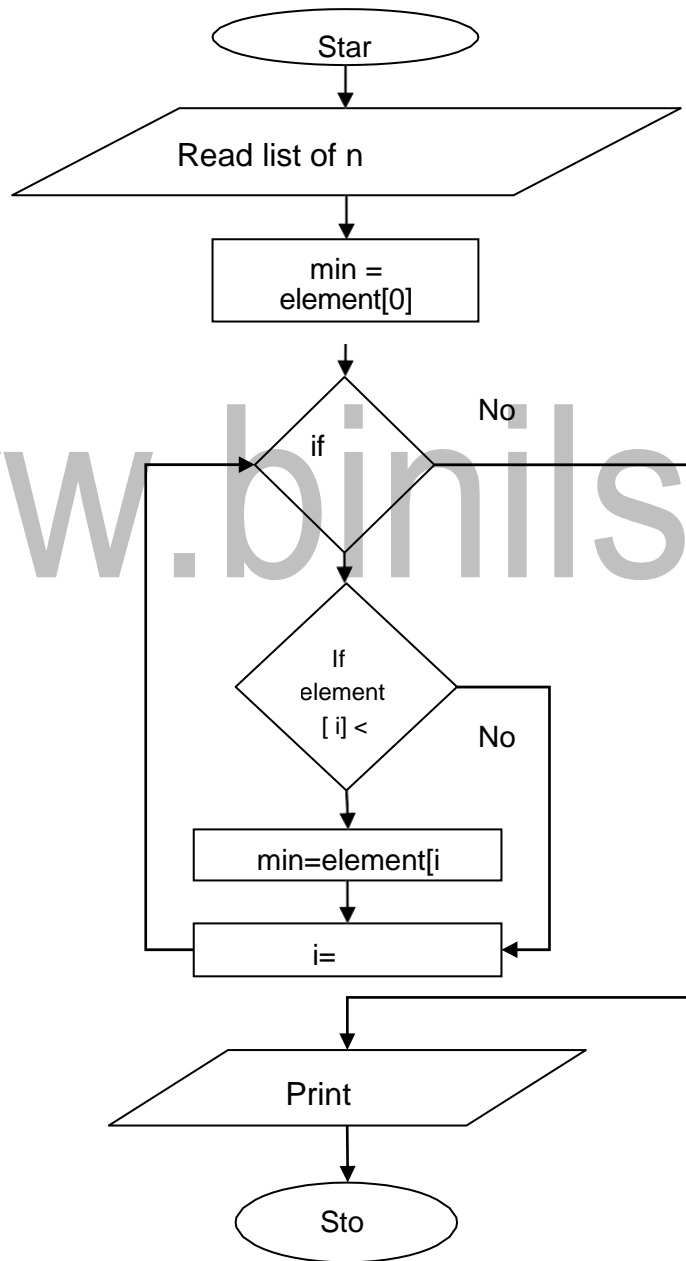 Star
Read list of n
min =
element[0]
No
if
w.binils
If
element
[ i] <
No
min=element[i
i=
Print
Sto